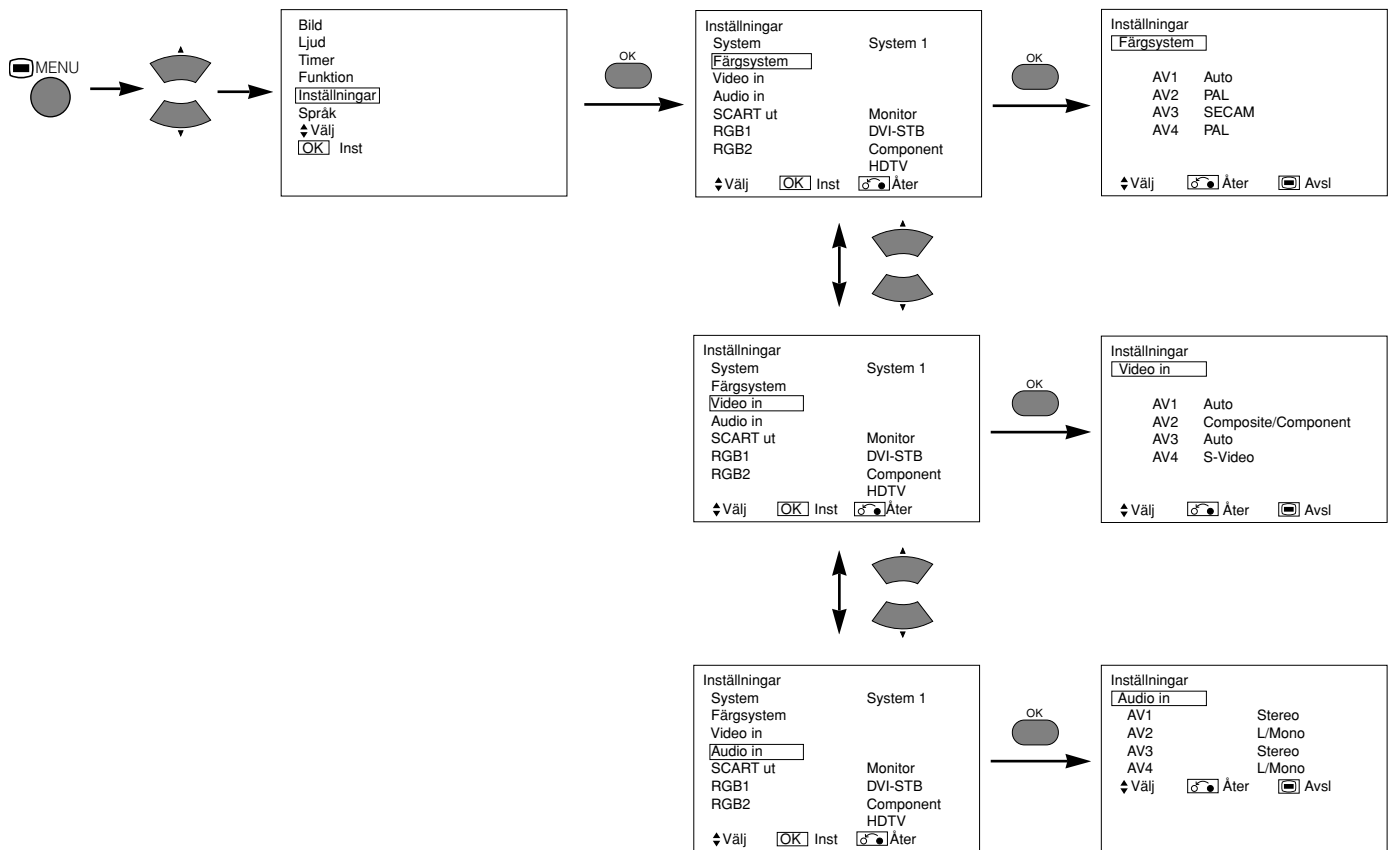 MENU
Bild
Ljud
Timer
Funktion
Inställningar
Språk
Välj
OK Inst
OK
Inställningar
System System 1
Färgsystem
Video in
Audio in
SCART ut Monitor
RGB1 DVI-STB
RGB2 Component
HDTV
Välj OK Inst Åter
OK
Inställningar
Färgsystem
AV1 Auto
AV2 PAL
AV3 SECAM
AV4 PAL
Välj Åter Avsl
Inställningar
System System 1
Färgsystem
Video in
Audio in
SCART ut Monitor
RGB1 DVI-STB
RGB2 Component
HDTV
Välj OK Inst Åter
OK
Inställningar
Video in
AV1 Auto
AV2 Composite/Component
AV3 Auto
AV4 S-Video
Välj Åter Avsl
Inställningar
System System 1
Färgsystem
Video in
Audio in
SCART ut Monitor
RGB1 DVI-STB
RGB2 Component
HDTV
Välj OK Inst Åter
OK
Inställningar
Audio in
AV1 Stereo
AV2 L/Mono
AV3 Stereo
AV4 L/Mono
Välj Åter Avsl